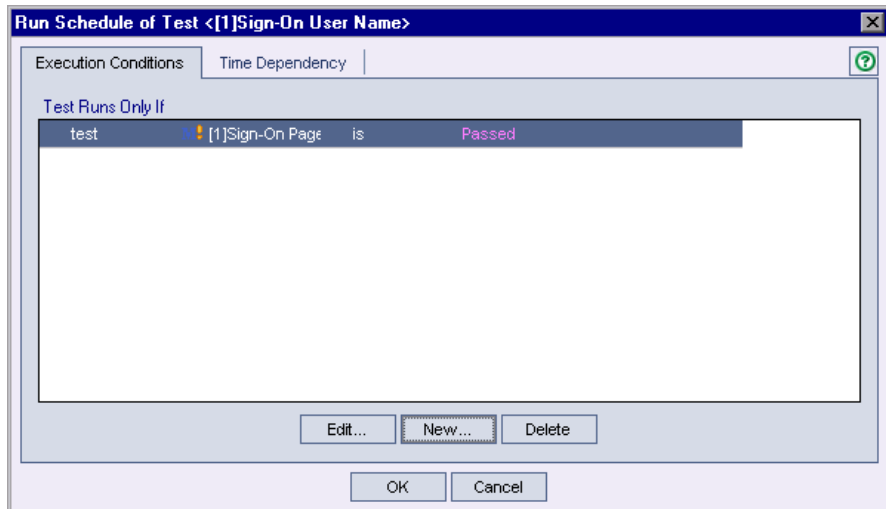 Run Schedule of Test <[1]Sign-On User Name>
Execution Conditions Time Dependency
Test Runs Only If
test [1]Sign-On Page is Passed
Edit... New... Delete
OK Cancel